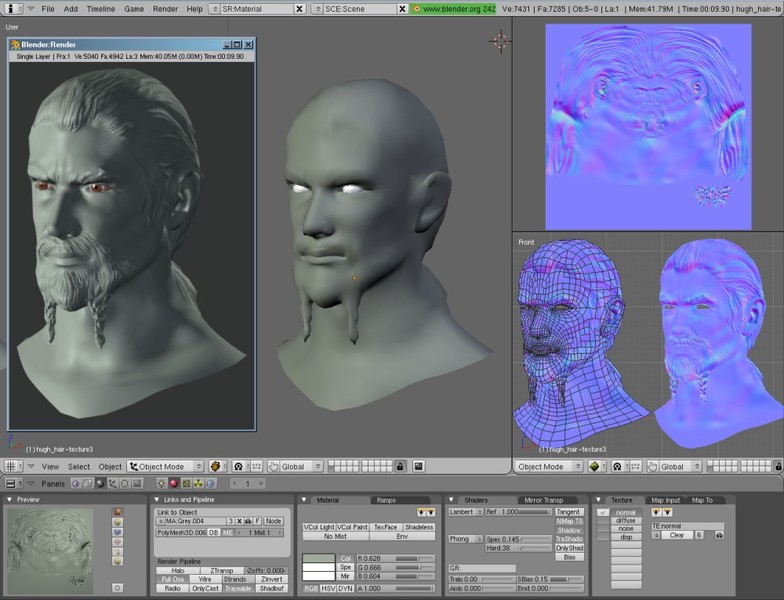 File Add Timeline Game Render Help SR:Material SCE:Scene www.blender.org 242 Ve:7431 | Fa:7285 | Ob:5-0 | La:1 | Mem:41.79M | Time:00:09.90 | hugh_hair-te
User
Blender:Render
Single Layer | Fra:1 Ve:5040 Fa:4942 La:3 Mem:40.05M (0.00M) Time:00:09.90
Front
(1) hugh_hair-texture3
(1) hugh_hair-texture3
View Select Object Object Mode Global
Object Mode Global
Panels 1
Preview
Links and Pipeline
Link to Object
MA:Grey.004 3 X F Node
PolyMesh3D.006 OB ME 1 Mat 1
Render Pipeline
Halo ZTransp Zoffs: 0.000
Full Osa Wire Strands ZInvert
Radio OnlyCast Traceable Shadbuf
Material Ramps
VCol Light VCol Paint TexFace Shadeless
No Mist Env
Col R 0.628
Spe G 0.666
Mir B 0.604
RGB HSV DYN A 1.000
Shaders Mirror Transp
Lambert Ref 1.000 Tangent
NMap TS
Shadow
Phong Spec 0.145 TraShado
Hard:38 OnlyShad
Bias
GR:
Tralu 0.00 SBias 0.15
Amb 0.000 Emit 0.000
Texture Map Input Map To
normal
diffuse
noise
disp
TE:normal
Clear 6